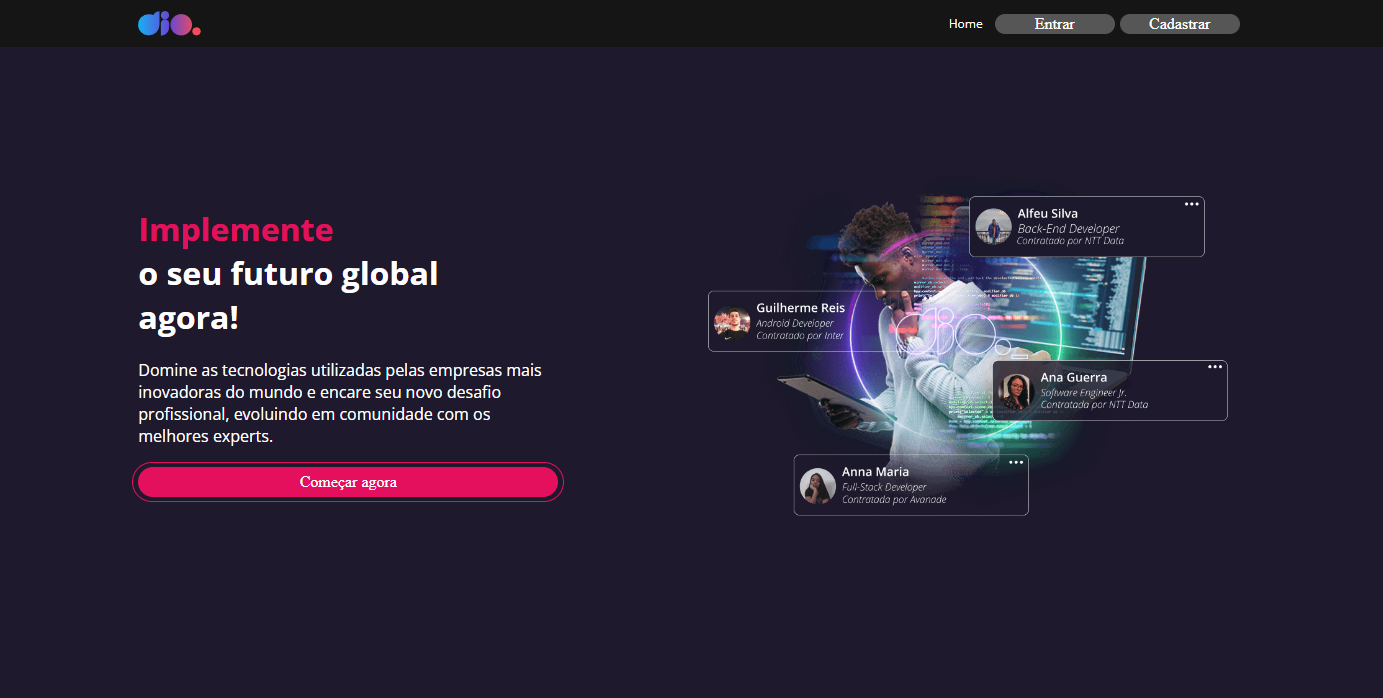 dio.
Home
Entrar
Cadastrar
Implemente
o seu futuro global
agora!
Domine as tecnologias utilizadas pelas empresas mais
inovadoras do mundo e encare seu novo desafio
profissional, evoluindo em comunidade com os
melhores experts.
Começar agora
Alfeu Silva
Back-End Developer
Contratado por NTT Data
Guilherme Reis
Android Developer
Contratado por Inter
dio.
Ana Guerra
Software Engineer Jr.
Contratada por NTT Data
Anna Maria
Full-Stack Developer
Contratada por Avanade